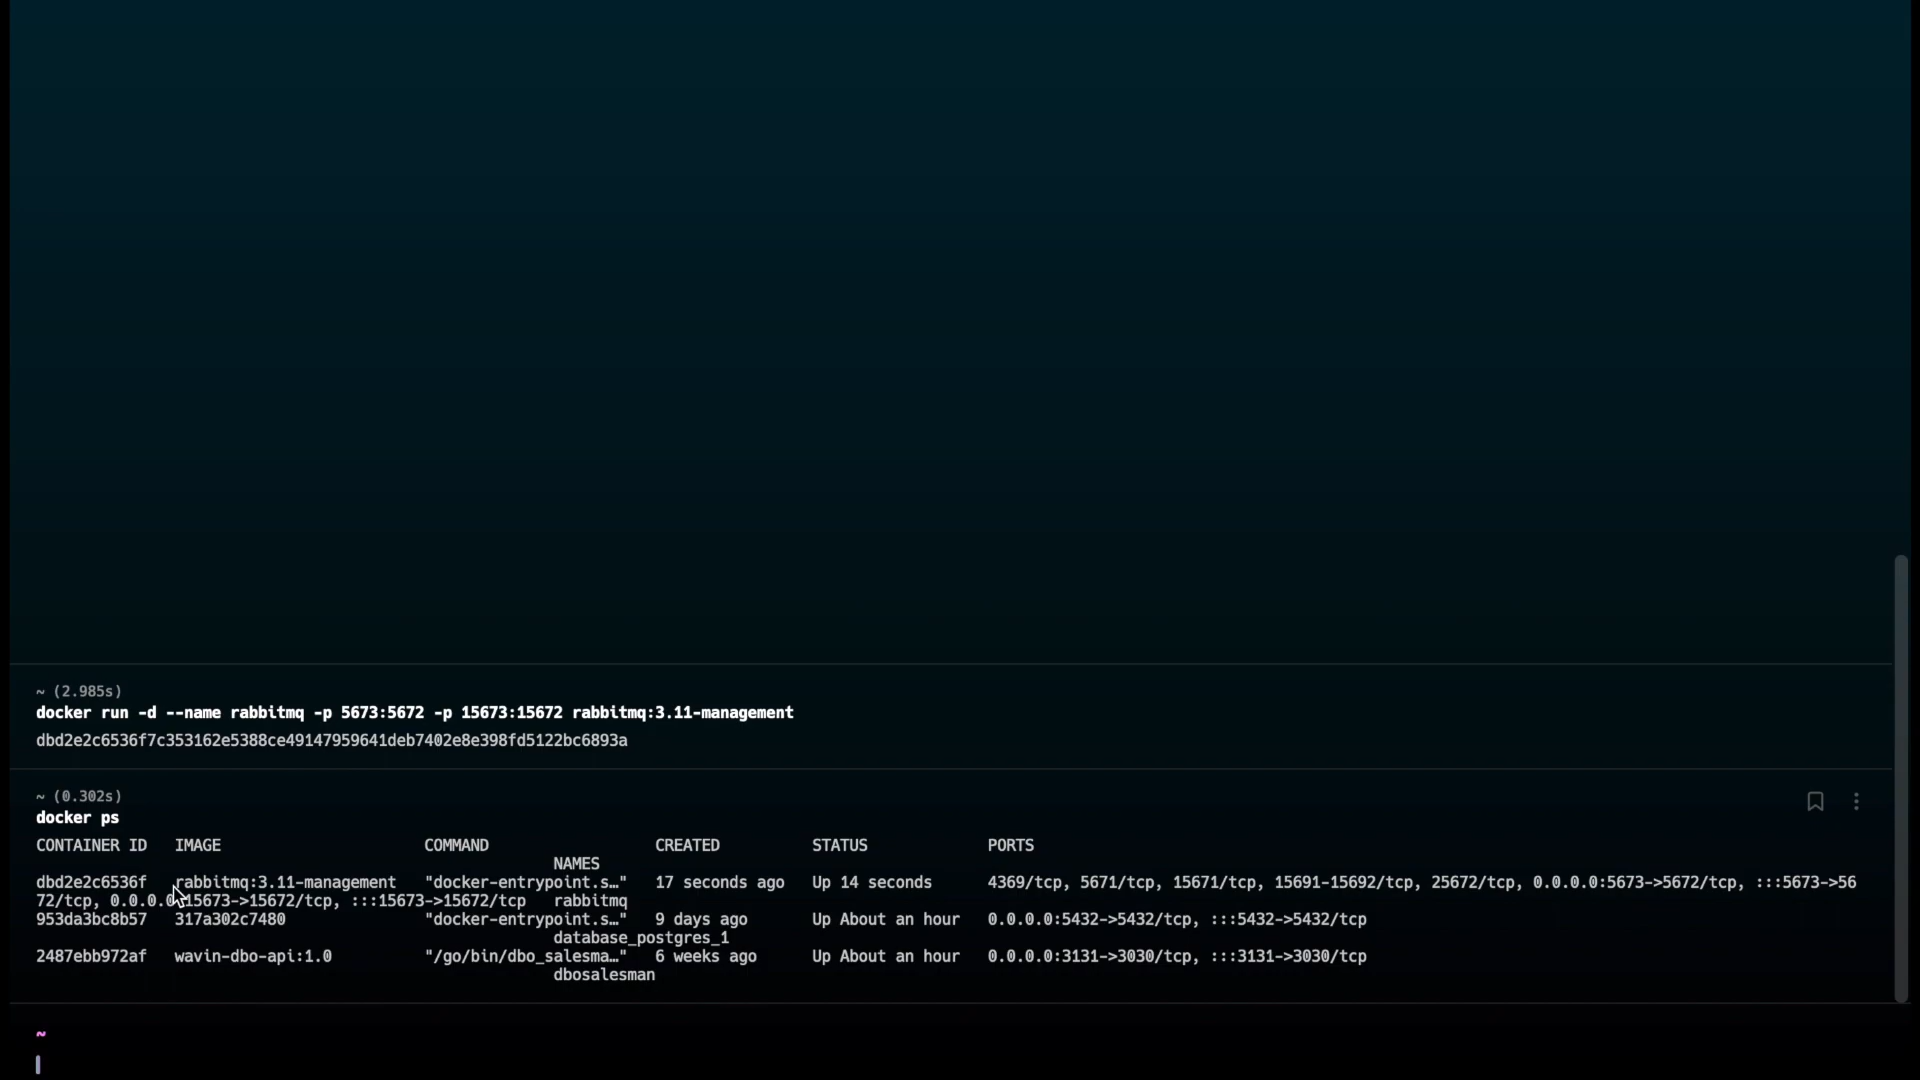 ~ (2.985s)
docker run -d --name rabbitmq -p 5673:5672 -p 15673:15672 rabbitmq:3.11-management
dbd2e2c6536f7c353162e5388ce49147959641deb7402e8e398fd5122bc6893a
~ (0.302s)
docker ps
CONTAINER ID   IMAGE                      COMMAND                  CREATED          STATUS             PORTS
NAMES
dbd2e2c6536f   rabbitmq:3.11-management   "docker-entrypoint.s…"   17 seconds ago   Up 14 seconds      4369/tcp, 5671/tcp, 15671/tcp, 15691-15692/tcp, 25672/tcp, 0.0.0.0:5673->5672/tcp, :::5673->56
72/tcp, 0.0.0.0:15673->15672/tcp, :::15673->15672/tcp   rabbitmq
953da3bc8b57   317a302c7480               "docker-entrypoint.s…"   9 days ago       Up About an hour   0.0.0.0:5432->5432/tcp, :::5432->5432/tcp
database_postgres_1
2487ebb972af   wavin-dbo-api:1.0          "/go/bin/dbo_salesma…"   6 weeks ago      Up About an hour   0.0.0.0:3131->3030/tcp, :::3131->3030/tcp
dbosalesman
~